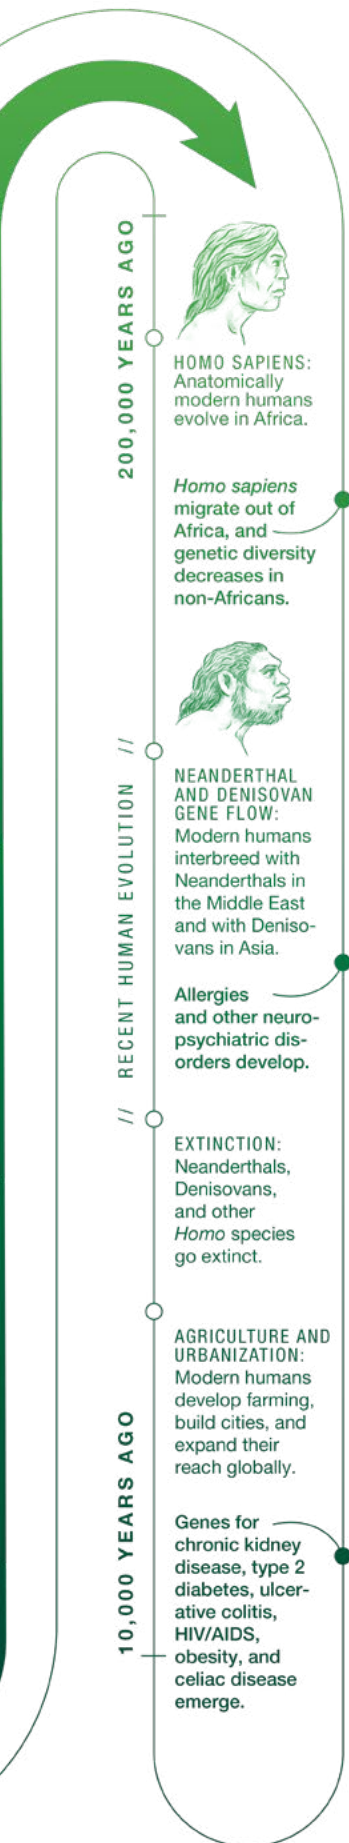 200,000 YEARS AGO
HOMO SAPIENS:
Anatomically
modern humans
evolve in Africa.
Homo sapiens
migrate out of
Africa, and
genetic diversity
decreases in
non-Africans.
// RECENT HUMAN EVOLUTION //
NEANDERTHAL
AND DENISOVAN
GENE FLOW:
Modern humans
interbreed with
Neanderthals in
the Middle East
and with Deniso-
vans in Asia.
Allergies
and other neuro-
psychiatric dis-
orders develop.
EXTINCTION:
Neanderthals,
Denisovans,
and other
Homo species
go extinct.
AGRICULTURE AND
URBANIZATION:
Modern humans
develop farming,
build cities, and
expand their
reach globally.
10,000 YEARS AGO
Genes for
chronic kidney
disease, type 2
diabetes, ulcer-
ative colitis,
HIV/AIDS,
obesity, and
celiac disease
emerge.